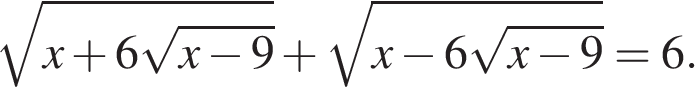 √(x + 6√(x − 9)) + √(x − 6√(x − 9)) = 6.